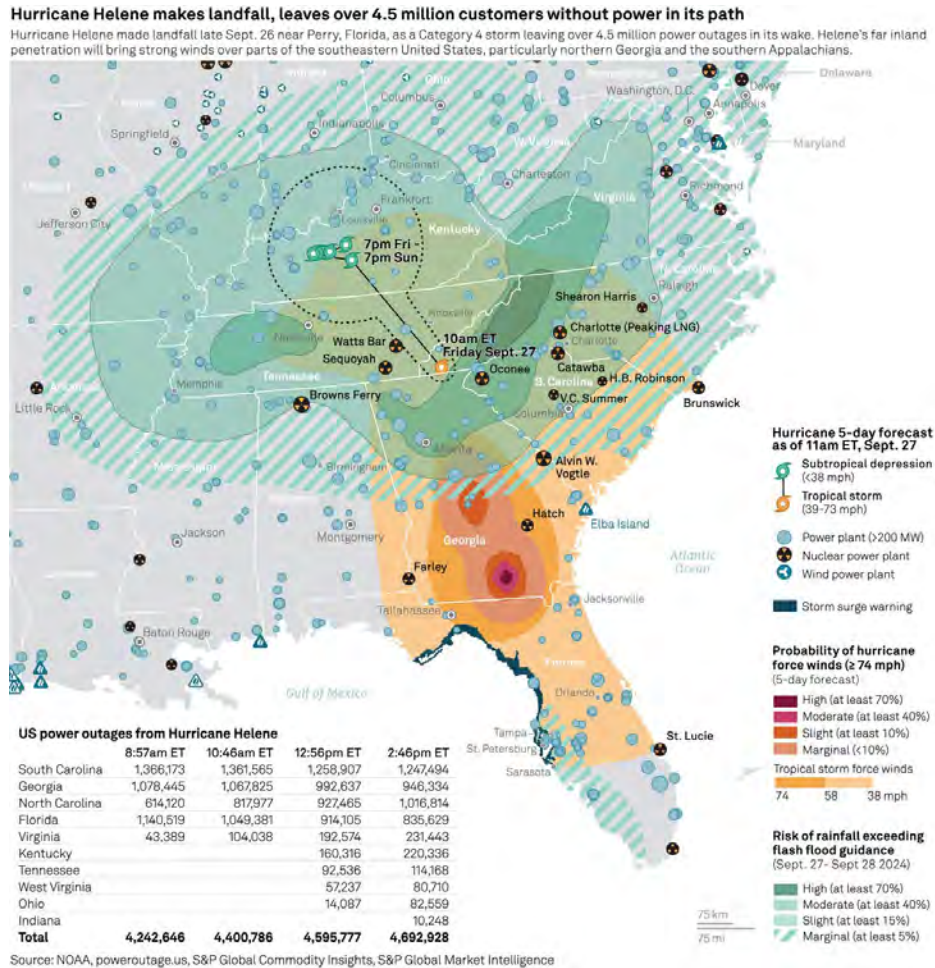 Hurricane Helene makes landfall, leaves over 4.5 million customers without power in its path
Hurricane Helene made landfall late Sept. 26 near Perry, Florida, as a Category 4 storm leaving over 4.5 million power outages in its wake. Helene's far inland
penetration will bring strong winds over parts of the southeastern United States, particularly northern Georgia and the southern Appalachians.
Indiana
Ohio
Delaware
Columbus
Washington, D.C.
Dover
Annapolis
Springfield
Indianapolis
Maryland
W. Virginia
Cincinnati
Charleston
Missouri
Frankfort
Virginia
Richmond
Jefferson City
Louisville
Kentucky
7pm Fri -
7pm Sun
N. Carolina
Raleigh
Shearon Harris
Knoxville
Nashville
10am ET
Friday Sept. 27
Charlotte (Peaking LNG)
Charlotte
Watts Bar
Sequoyah
Catawba
Oconee
H.B. Robinson
Tennessee
S. Carolina
Memphis
Arkansas
V.C. Summer
Brunswick
Browns Ferry
Little Rock
Columbia
Atlanta
Mississippi
Birmingham
Alvin W.
Vogtle
Hatch
Elba Island
Montgomery
Jackson
Georgia
Atlantic
Ocean
Farley
Tallahassee
Jacksonville
Baton Rouge
Florida
Gulf of Mexico
Orlando
Tampa
St. Petersburg
Sarasota
St. Lucie
Hurricane 5-day forecast
as of 11am ET, Sept. 27
Subtropical depression
(<38 mph)
Tropical storm
(39-73 mph)
Power plant (>200 MW)
Nuclear power plant
Wind power plant
Storm surge warning
Probability of hurricane
force winds (≥ 74 mph)
(5-day forecast)
High (at least 70%)
Moderate (at least 40%)
Slight (at least 10%)
Marginal (<10%)
Tropical storm force winds
74 58 38 mph
Risk of rainfall exceeding
flash flood guidance
(Sept. 27- Sept 28 2024)
High (at least 70%)
Moderate (at least 40%)
Slight (at least 15%)
Marginal (at least 5%)
75 km
75 mi
US power outages from Hurricane Helene
8:57am ET 10:46am ET 12:56pm ET 2:46pm ET
South Carolina 1,366,173 1,361,565 1,258,907 1,247,494
Georgia 1,078,445 1,067,825 992,637 946,334
North Carolina 614,120 817,977 927,465 1,016,814
Florida 1,140,519 1,049,381 914,105 835,629
Virginia 43,389 104,038 192,574 231,443
Kentucky 160,316 220,336
Tennessee 92,536 114,168
West Virginia 57,237 80,710
Ohio 14,087 82,559
Indiana 10,248
Total 4,242,646 4,400,786 4,595,777 4,692,928
Source: NOAA, poweroutage.us, S&P Global Commodity Insights, S&P Global Market Intelligence